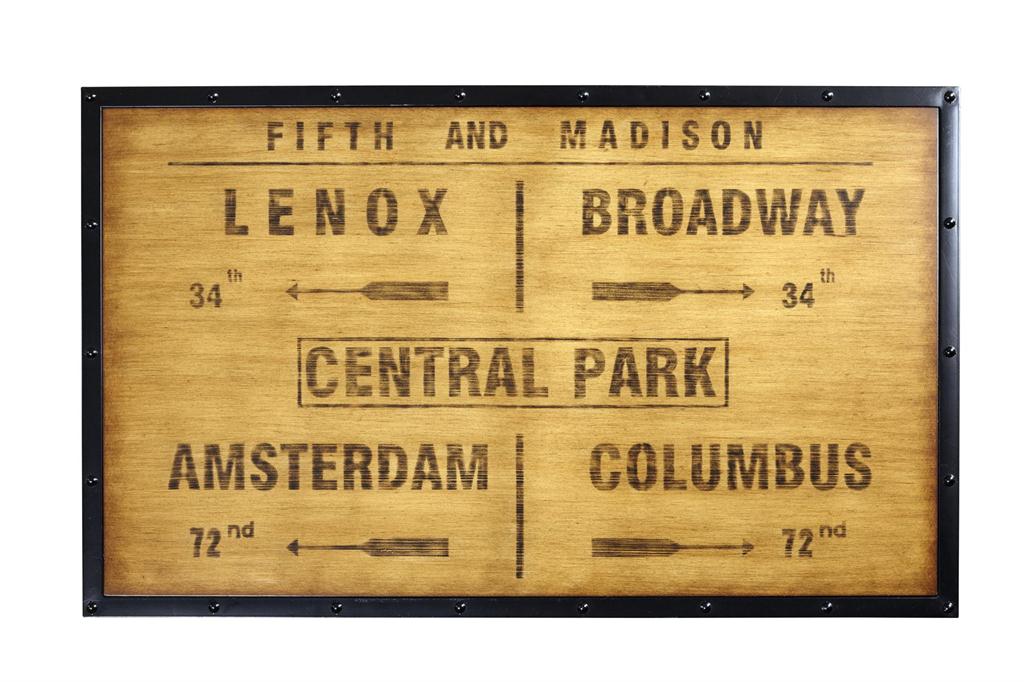 FIFTH AND MADISON
LENOX BROADWAY
34th 34th
CENTRAL PARK
AMSTERDAM COLUMBUS
72nd 72nd